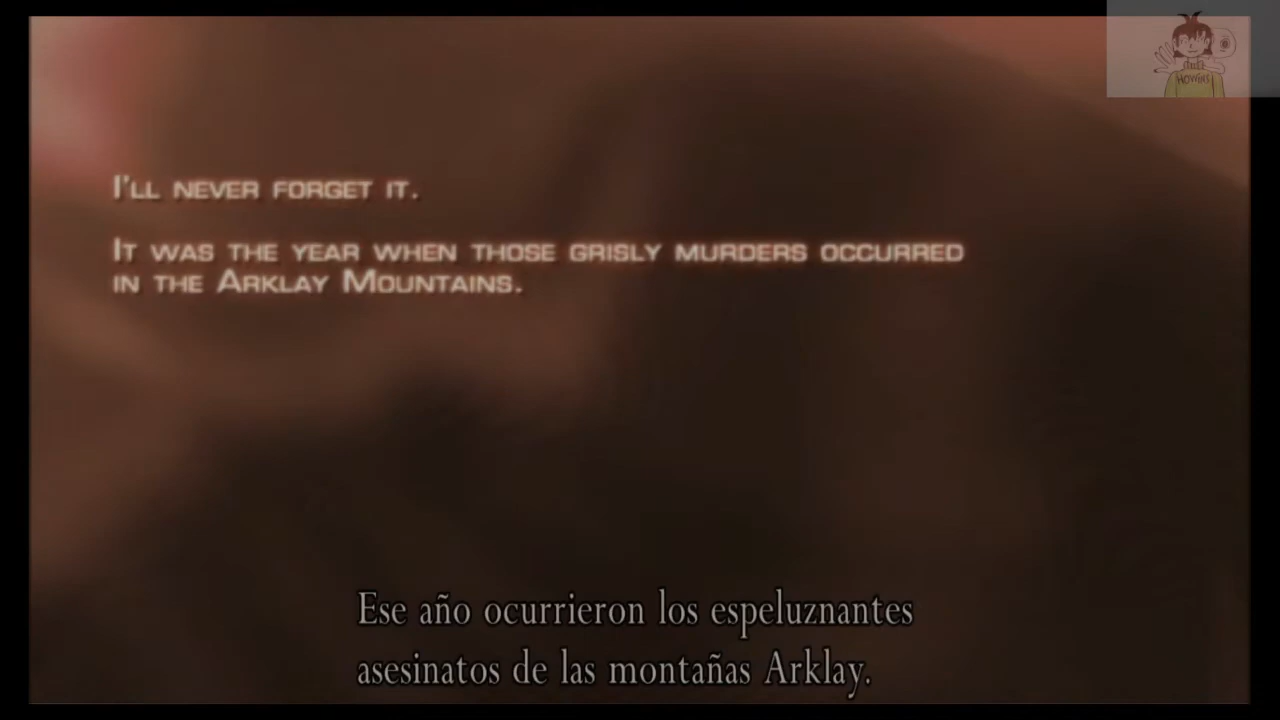 I'LL NEVER FORGET IT.
IT WAS THE YEAR WHEN THOSE GRISLY MURDERS OCCURRED
IN THE ARKLAY MOUNTAINS.
Ese año ocurrieron los espeluznantes
asesinatos de las montañas Arklay.